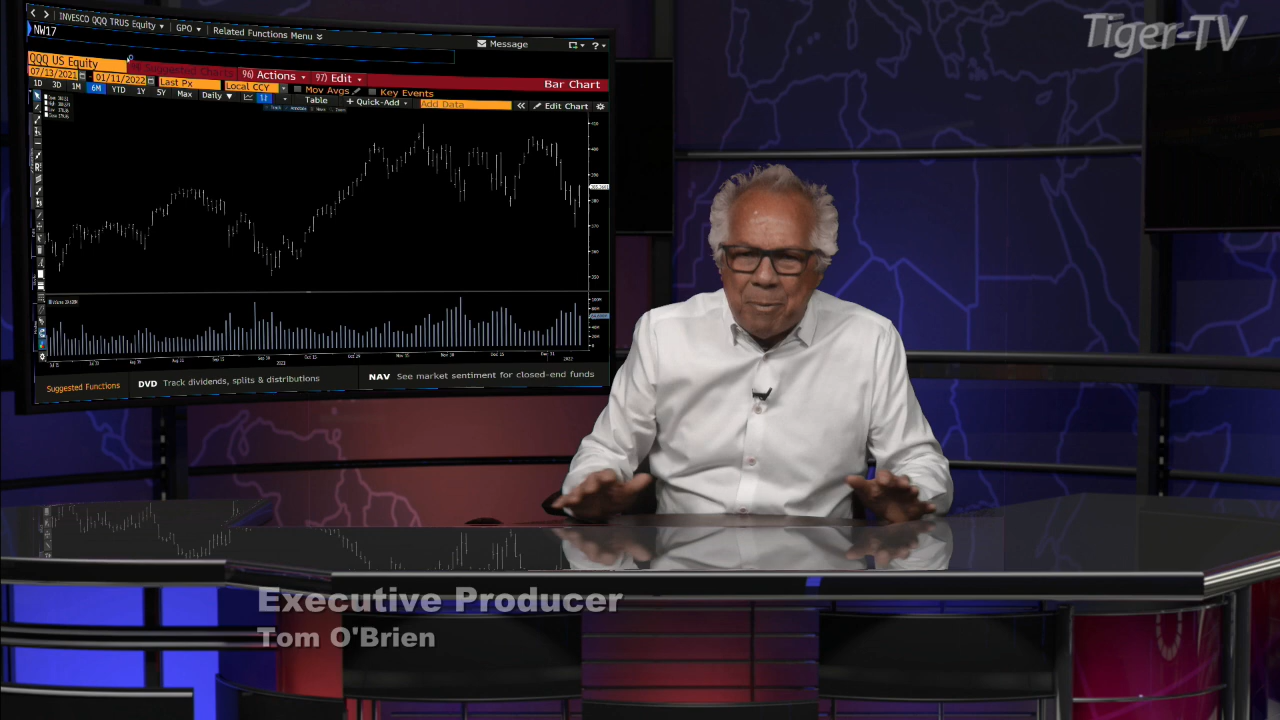 INVESCO QQQ TRUS Equity GPO Related Functions Menu
Tiger-TV
NW17
Message ?
QQQ US Equity
Suggested Charts 96) Actions 97) Edit Bar Chart
07/13/2021 - 01/11/2022 Last Px Local CCY Mov Avgs Key Events
1D 3D 1M 6M YTD 1Y 5Y Max Daily Table + Quick-Add Add Data Edit Chart
Suggested Functions DVD Track dividends, splits & distributions NAV See market sentiment for closed-end funds
Executive Producer
Tom O'Brien